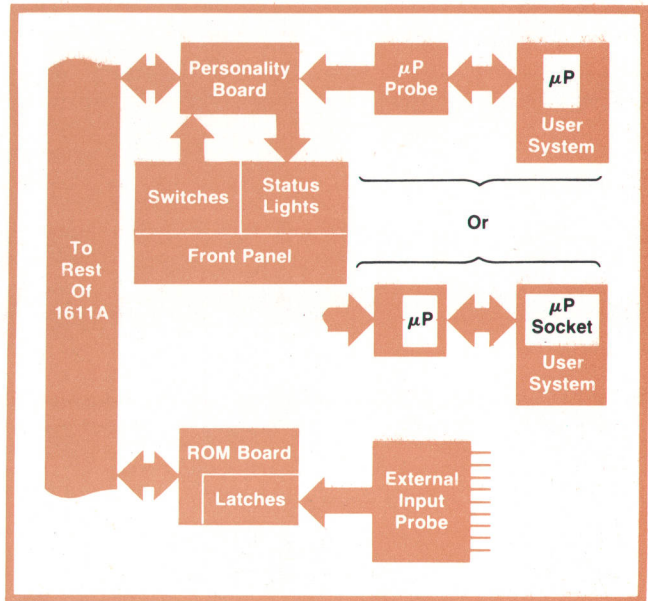 Personality
Board
μP
Probe
μP
User
System
Switches
Status
Lights
Front Panel
Or
To
Rest
Of
1611A
μP
μP
Socket
User
System
ROM Board
Latches
External
Input
Probe